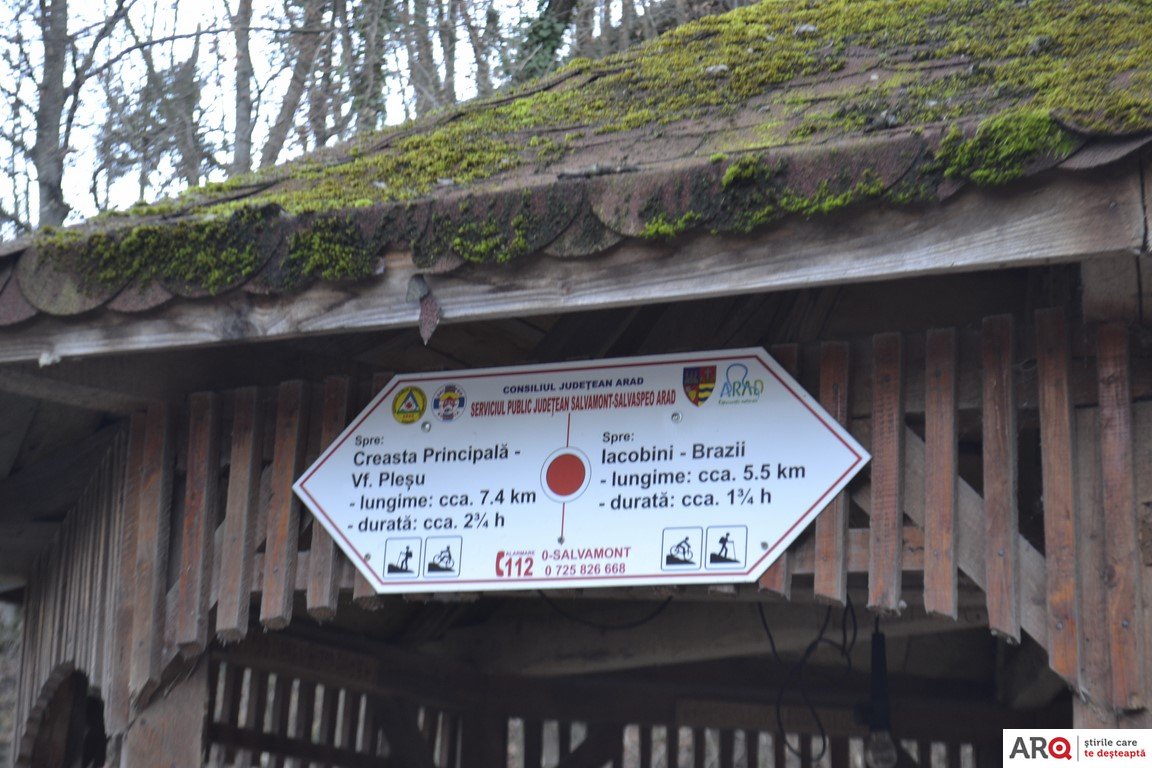 CONSILIUL JUDEȚEAN ARAD
SERVICIUL PUBLIC JUDEȚEAN SALVAMONT-SALVASPEO ARAD
ARAD
Spre:
Creasta Principală -
Vf. Pleșu
- lungime: cca. 7.4 km
- durată: cca. 2¾ h
Spre:
Iacobini - Brazii
- lungime: cca. 5.5 km
- durată: cca. 1¾ h
ALARMARE
112
0-SALVAMONT
0 725 826 668
ARQ
știrile care
te deșteaptă